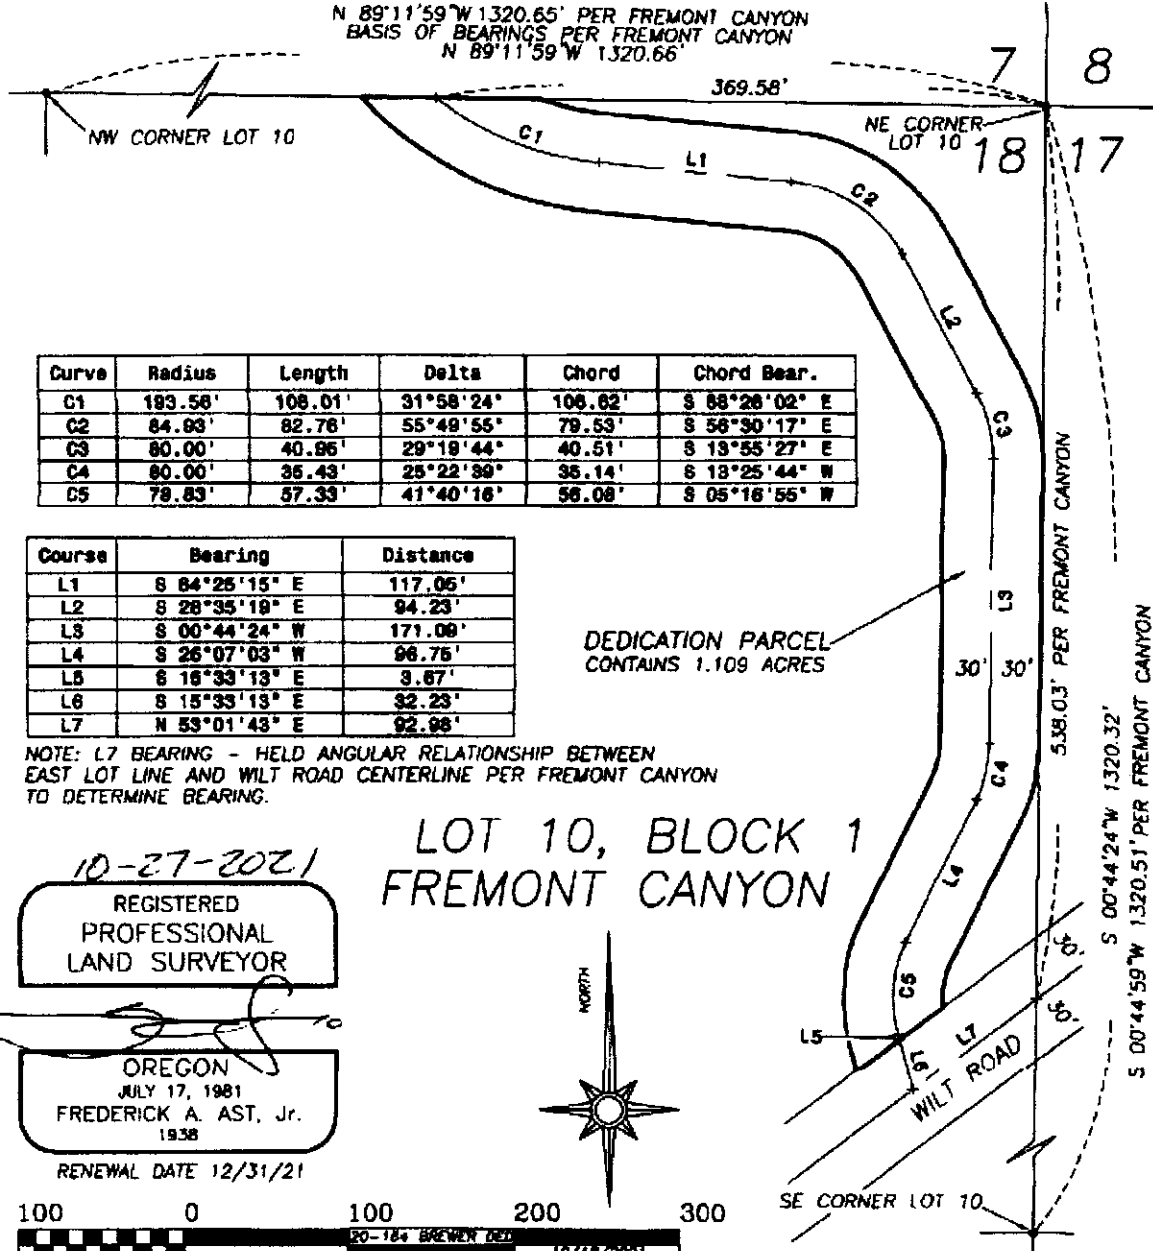 N 89°11'59"W 1320.65' PER FREMONT CANYON
BASIS OF BEARINGS PER FREMONT CANYON
N 89°11'59"W 1320.66'
7 8
369.58'
NW CORNER LOT 10
NE CORNER
LOT 10
18 17
C1
L1
C2
L2
C3
Curve Radius Length Delta Chord Chord Bear.
C1 193.56' 108.01' 31°58'24" 106.62' S 68°26'02" E
C2 84.93' 82.76' 55°49'55" 79.53' S 56°30'17" E
C3 80.00' 40.95' 29°19'44" 40.51' S 13°55'27" E
C4 80.00' 35.43' 25°22'39" 35.14' S 13°25'44" W
C5 78.83' 57.33' 41°40'16" 56.08' S 05°16'55" W
Course Bearing Distance
L1 S 84°25'15" E 117.05'
L2 S 28°35'19" E 94.23'
L3 S 00°44'24" W 171.09'
L4 S 26°07'03" W 96.75'
L5 S 15°33'13" E 3.67'
L6 S 15°33'13" E 32.23'
L7 N 53°01'43" E 92.98'
NOTE: L7 BEARING - HELD ANGULAR RELATIONSHIP BETWEEN
EAST LOT LINE AND WILT ROAD CENTERLINE PER FREMONT CANYON
TO DETERMINE BEARING.
DEDICATION PARCEL
CONTAINS 1.109 ACRES
L3
30' 30'
538.03' PER FREMONT CANYON
S 00°44'24"W 1320.32'
S 00°44'59"W 1320.51' PER FREMONT CANYON
C4
L4
C5
L5
L6
L7
WILT ROAD
30'
30'
LOT 10, BLOCK 1
FREMONT CANYON
10-27-2021
REGISTERED
PROFESSIONAL
LAND SURVEYOR
OREGON
JULY 17, 1981
FREDERICK A. AST, Jr.
1938
RENEWAL DATE 12/31/21
NORTH
SE CORNER LOT 10
100 0 100 200 300
20-184 BREWER DED